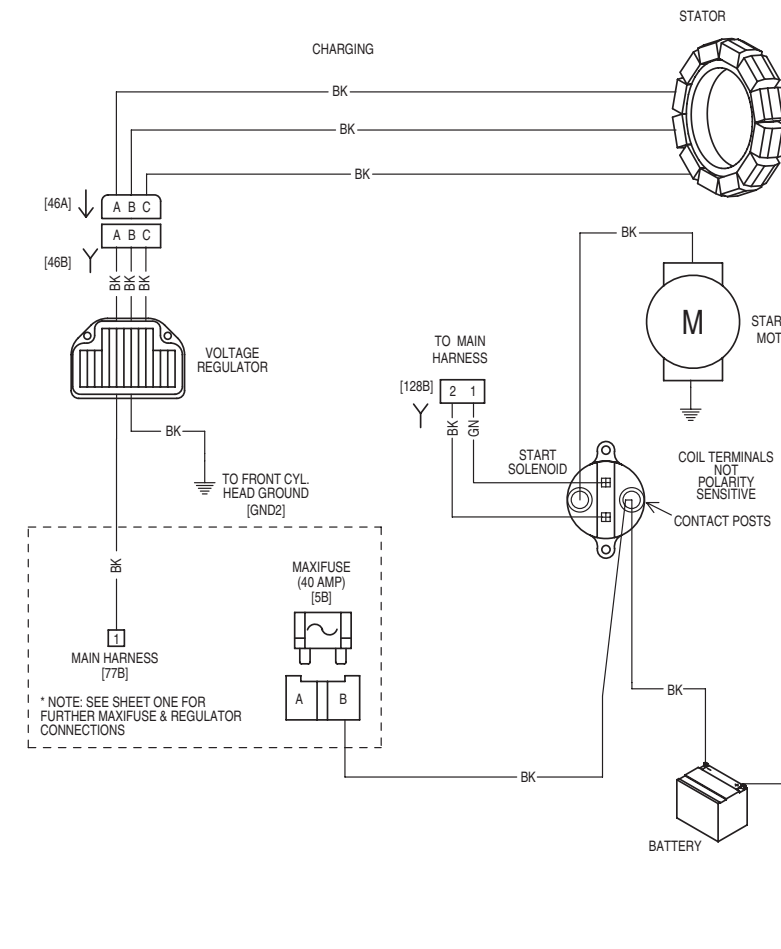 STATOR
CHARGING
BK
BK
BK
[46A]
A B C
A B C
[46B]
BK
BK
BK
BK
M
STAR
MOT
VOLTAGE
REGULATOR
TO MAIN
HARNESS
[128B]
2 1
BK
GN
BK
START
SOLENOID
COIL TERMINALS
NOT
POLARITY
SENSITIVE
CONTACT POSTS
TO FRONT CYL.
HEAD GROUND
[GND2]
BK
MAXIFUSE
(40 AMP)
[5B]
1
MAIN HARNESS
[77B]
A B
* NOTE: SEE SHEET ONE FOR
FURTHER MAXIFUSE & REGULATOR
CONNECTIONS
BK
BK
BATTERY